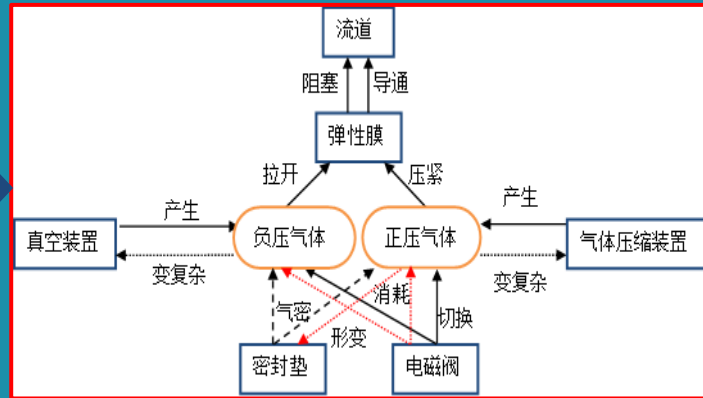 流道
阻塞
导通
弹性膜
拉开
压紧
产生
产生
真空装置
负压气体
正压气体
气体压缩装置
变复杂
变复杂
气密
消耗
切换
形变
密封垫
电磁阀